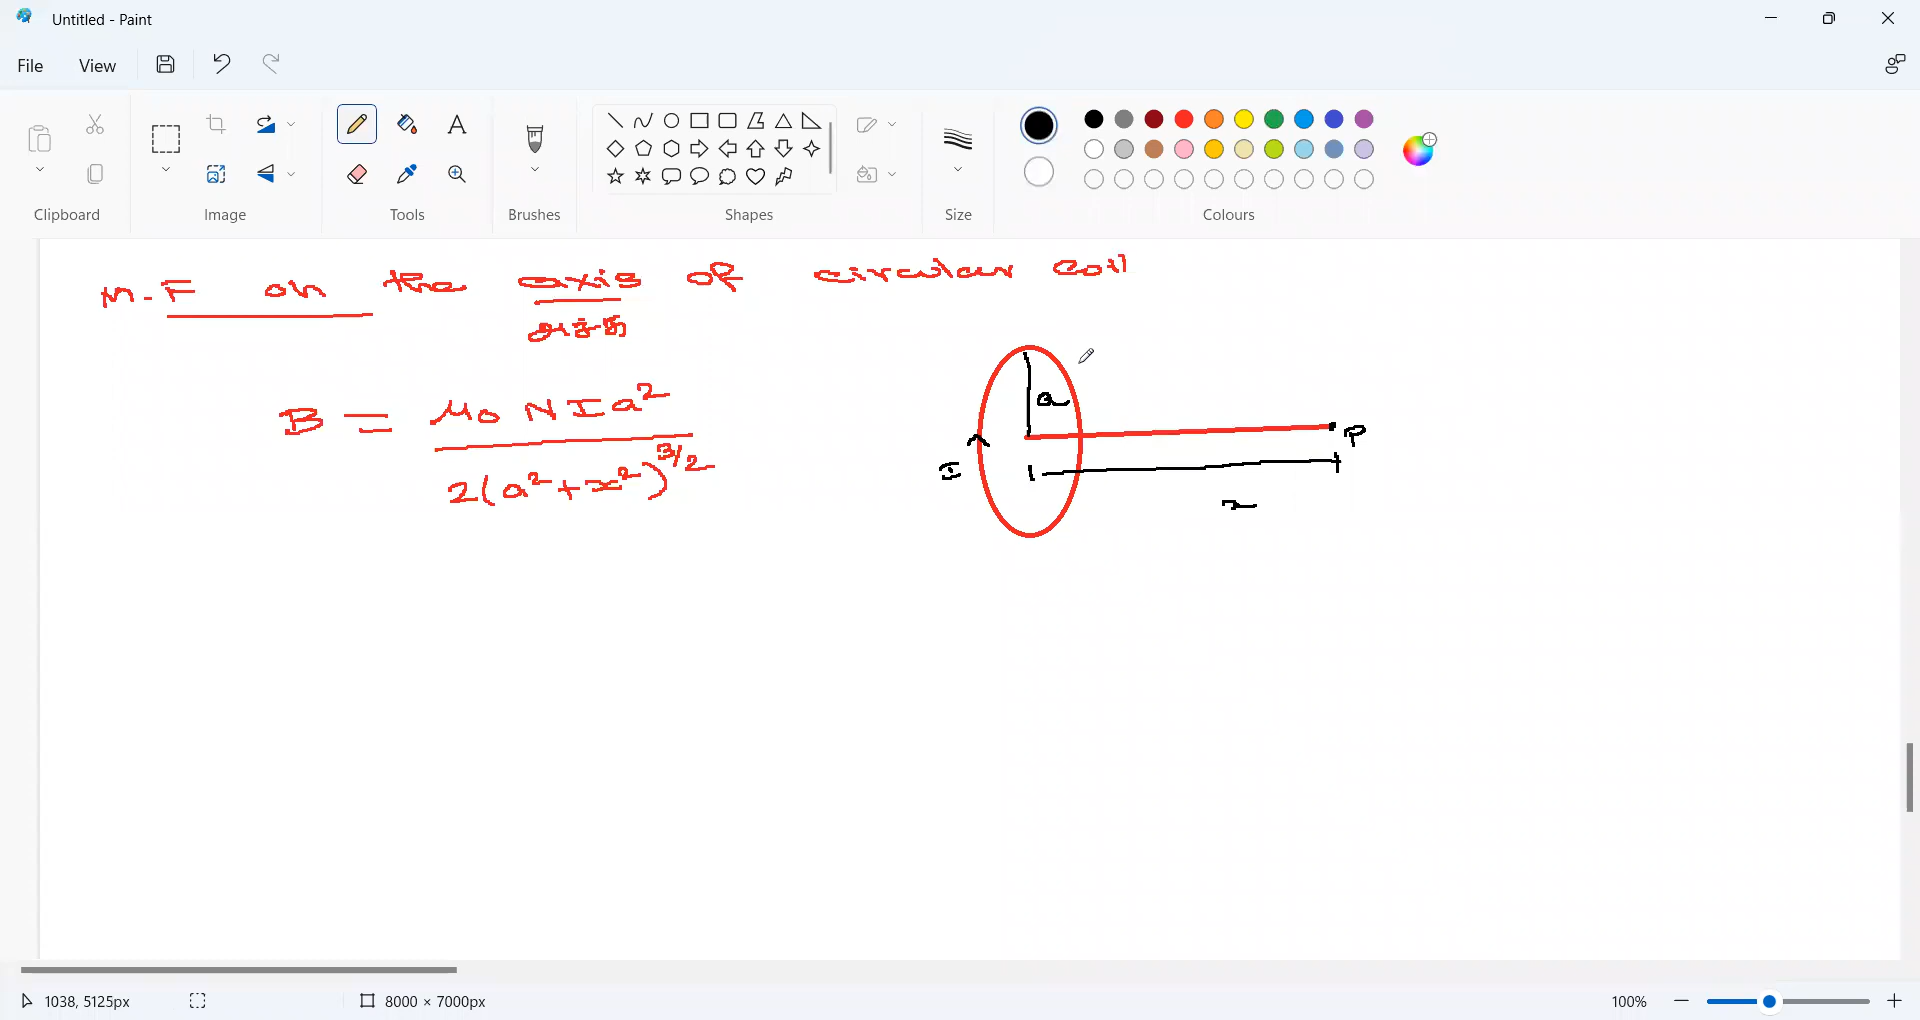 Untitled - Paint
File View
Clipboard Image Tools Brushes Shapes Size Colours
M.F on the axis of circular coil
அச்சு
B = μ0 N I a²
2(a²+x²)^3/2
a
P
I
x
1038, 5125px 8000 × 7000px 100%